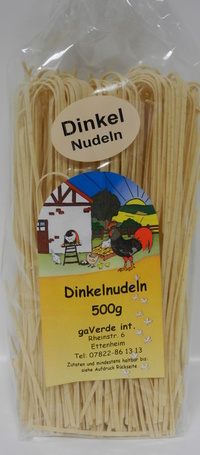 Dinkel
Nudeln
Dinkelnudeln
500g
gaVerde int.
Rheinstr. 6
Ettenheim
Tel: 07822-86 13 13
Zutaten und mindestens haltbar bis:
siehe Aufdruck Rückseite